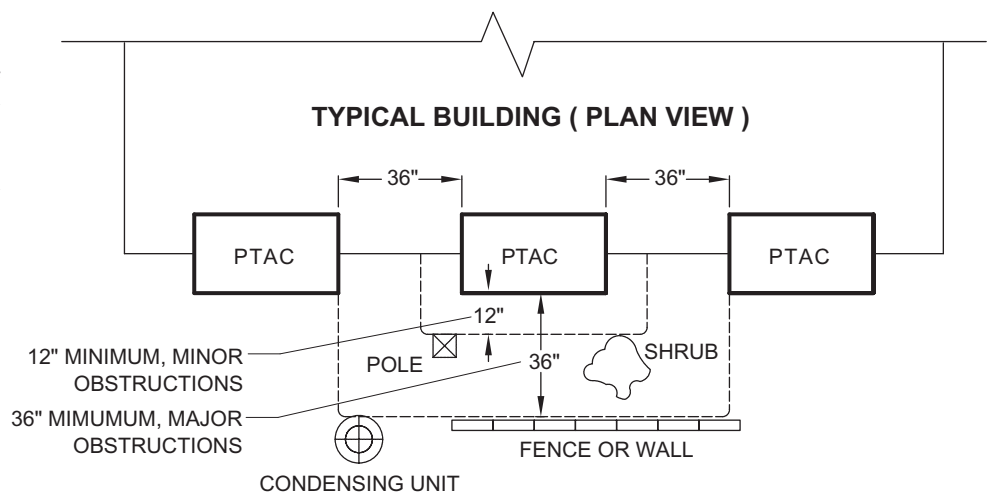 TYPICAL BUILDING ( PLAN VIEW )
36"
36"
PTAC
PTAC
PTAC
12"
12" MINIMUM, MINOR
OBSTRUCTIONS
POLE
36"
SHRUB
36" MIMUMUM, MAJOR
OBSTRUCTIONS
FENCE OR WALL
CONDENSING UNIT